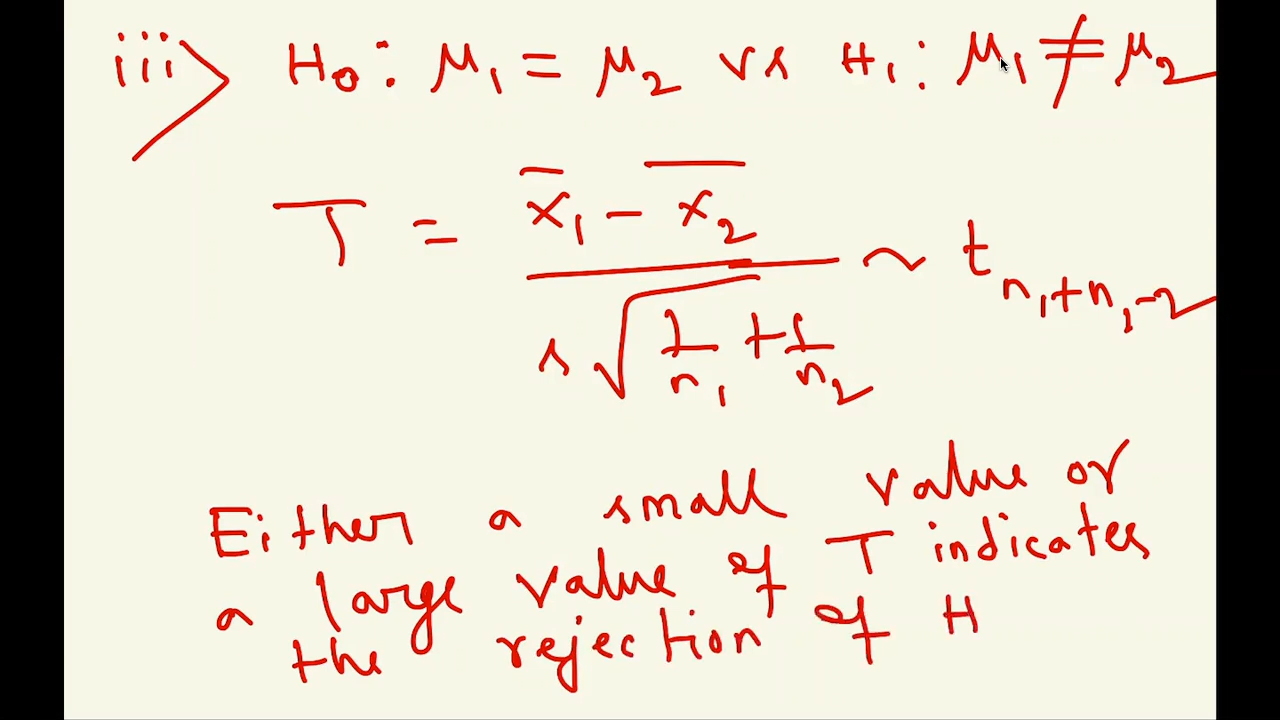 iii> H₀: μ₁ = μ₂ vs H₁: μ₁ ≠ μ₂
T = (x̄₁ - x̄₂) / (s√(1/n₁ + 1/n₂)) ~ t_{n₁+n₂-2}
Either a small value or
a large value of T indicates
the rejection of H